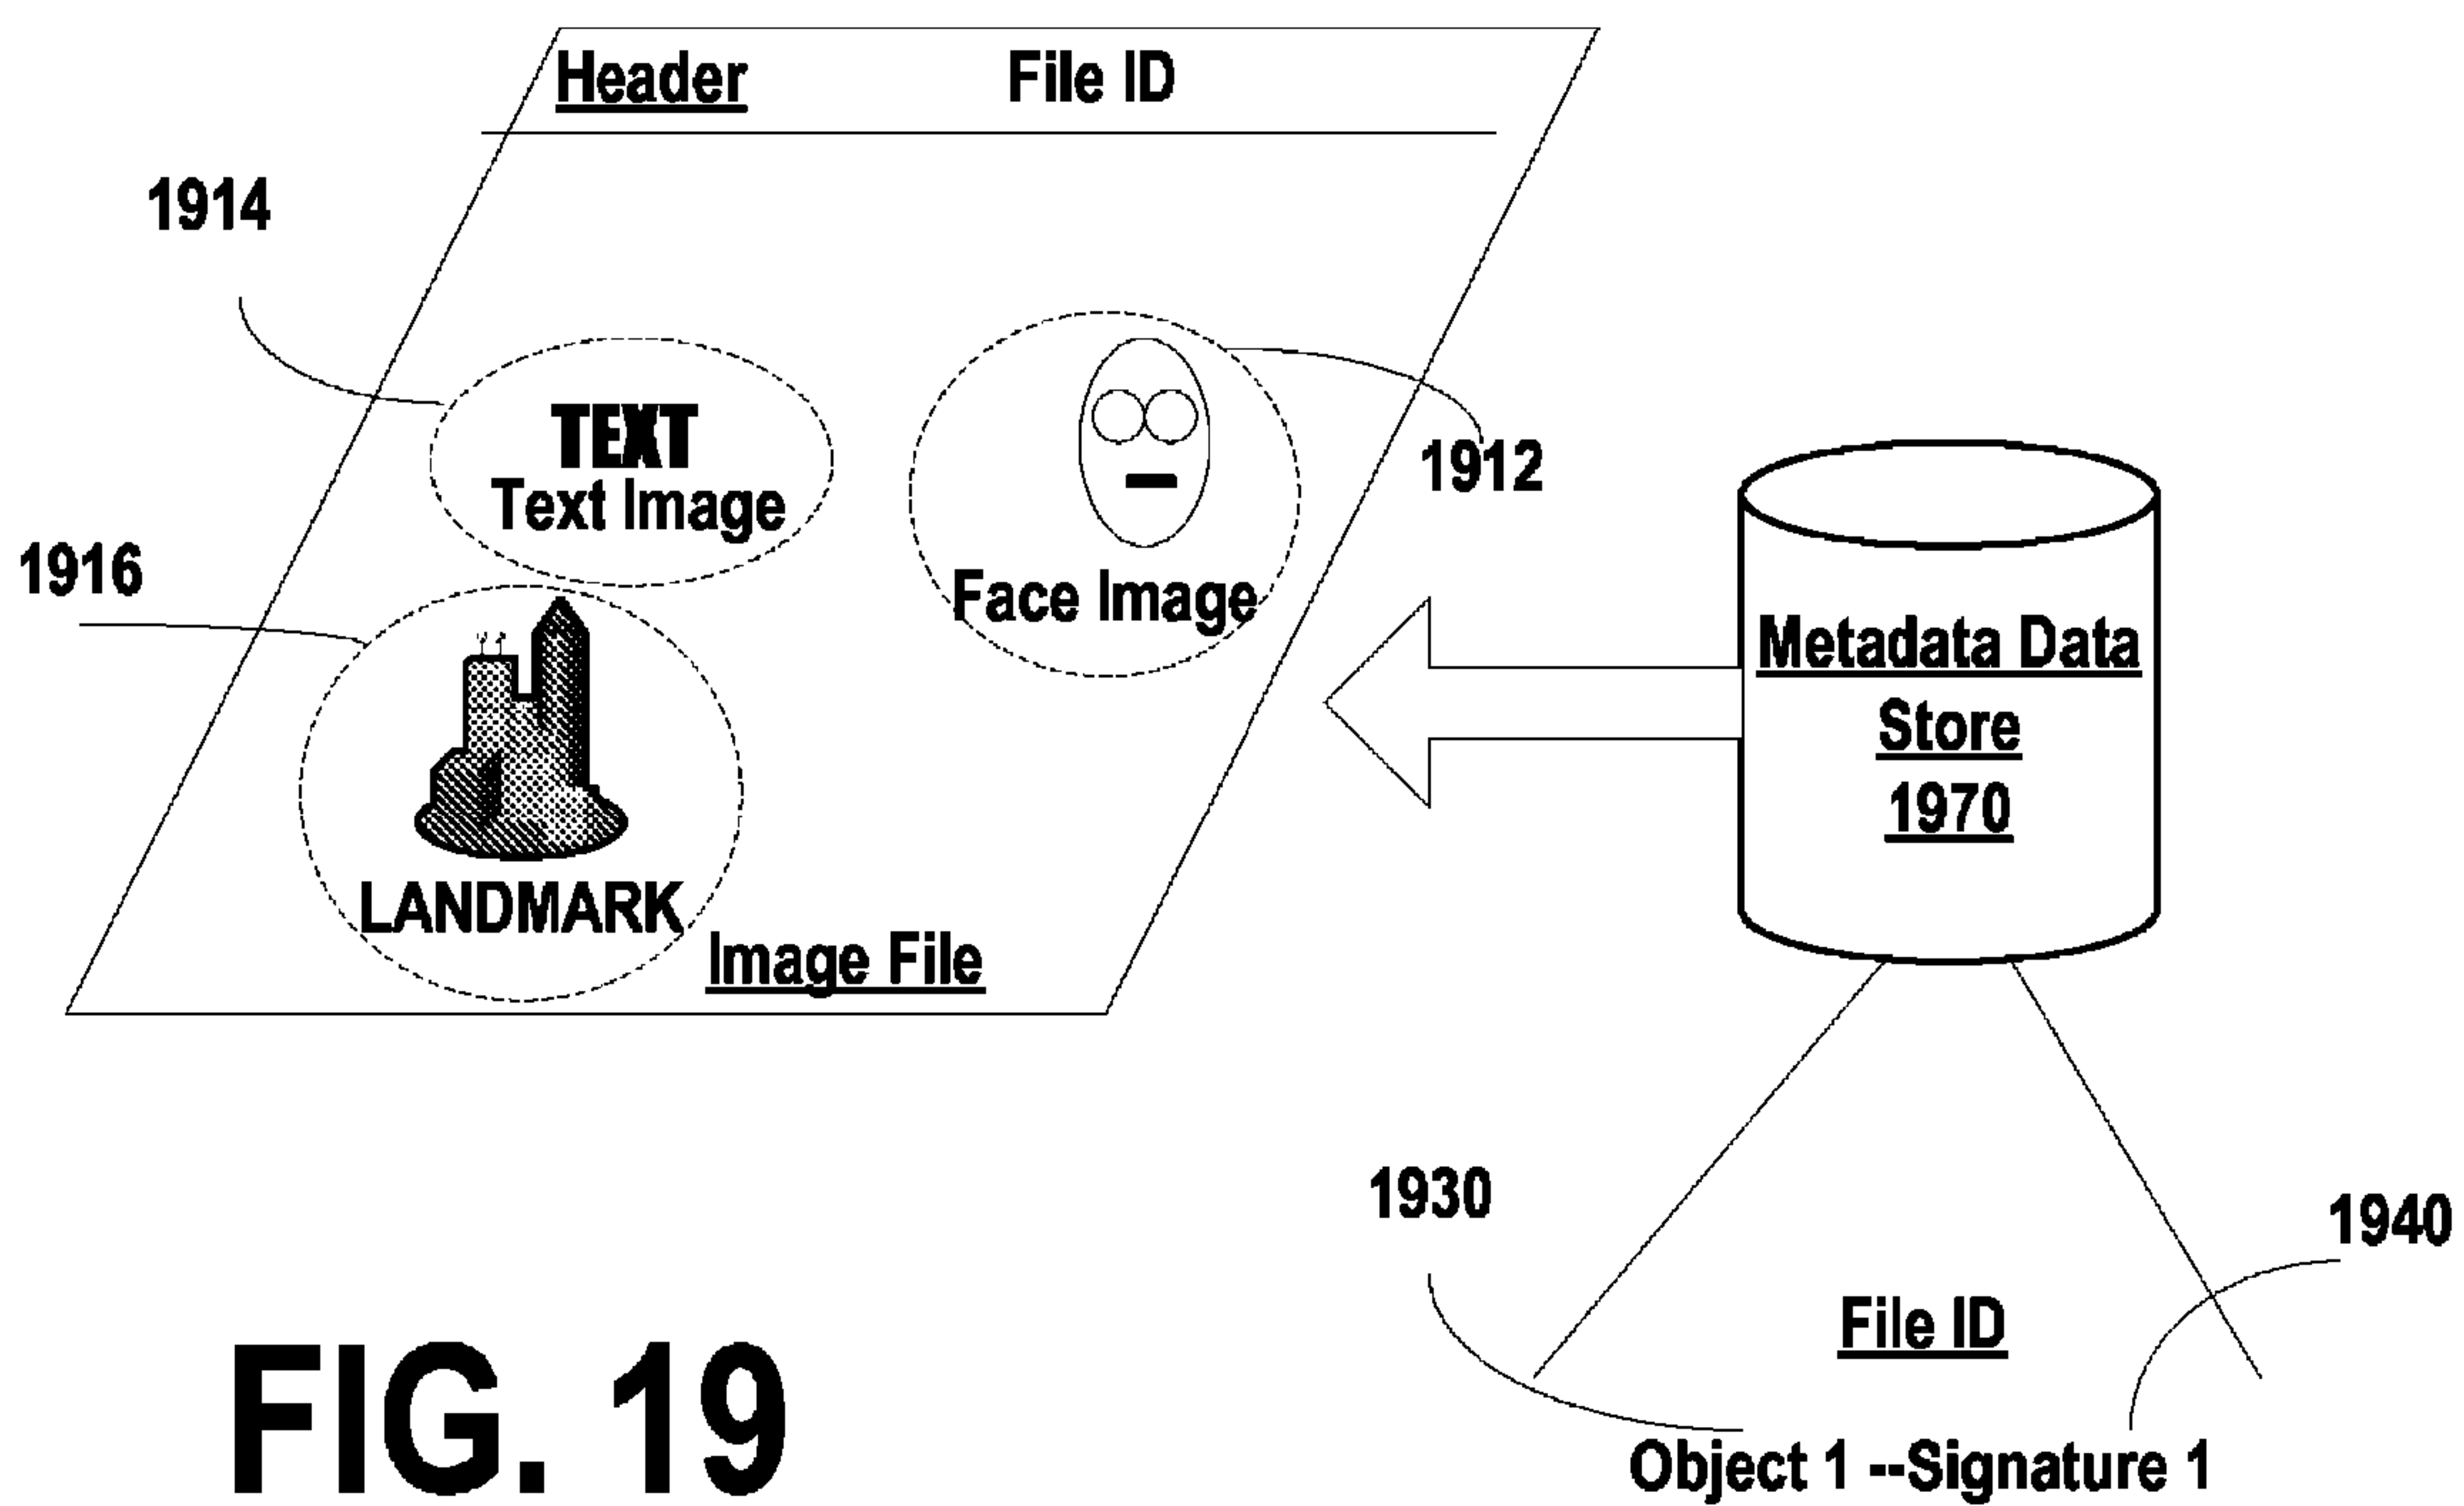 Header File ID
1914
TEXT
Text Image
1912
1916
Face Image
Metadata Data
Store
1970
LANDMARK
Image File
1930
1940
File ID
Object 1 --Signature 1
FIG. 19